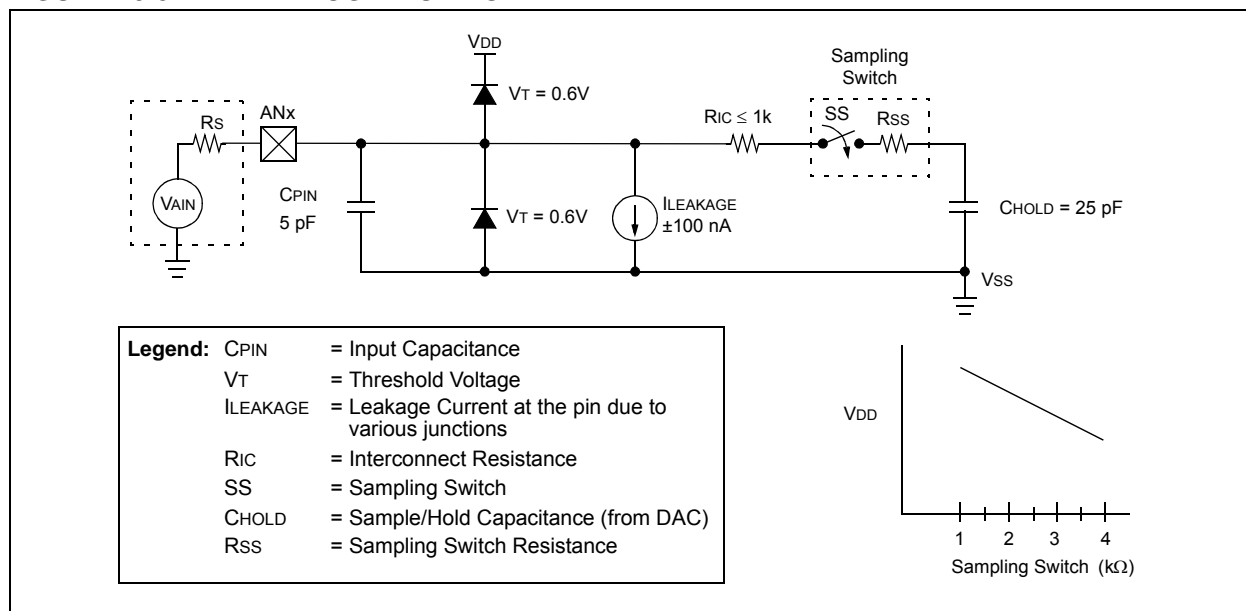 VDD
Sampling
Switch
VT = 0.6V
RS
ANx
RIC ≤ 1k
SS
RSS
CPIN
5 pF
VAIN
VT = 0.6V
ILEAKAGE
±100 nA
CHOLD = 25 pF
VSS
Legend: CPIN = Input Capacitance
VT = Threshold Voltage
ILEAKAGE = Leakage Current at the pin due to
various junctions
RIC = Interconnect Resistance
SS = Sampling Switch
CHOLD = Sample/Hold Capacitance (from DAC)
RSS = Sampling Switch Resistance
VDD
1 2 3 4
Sampling Switch (kΩ)